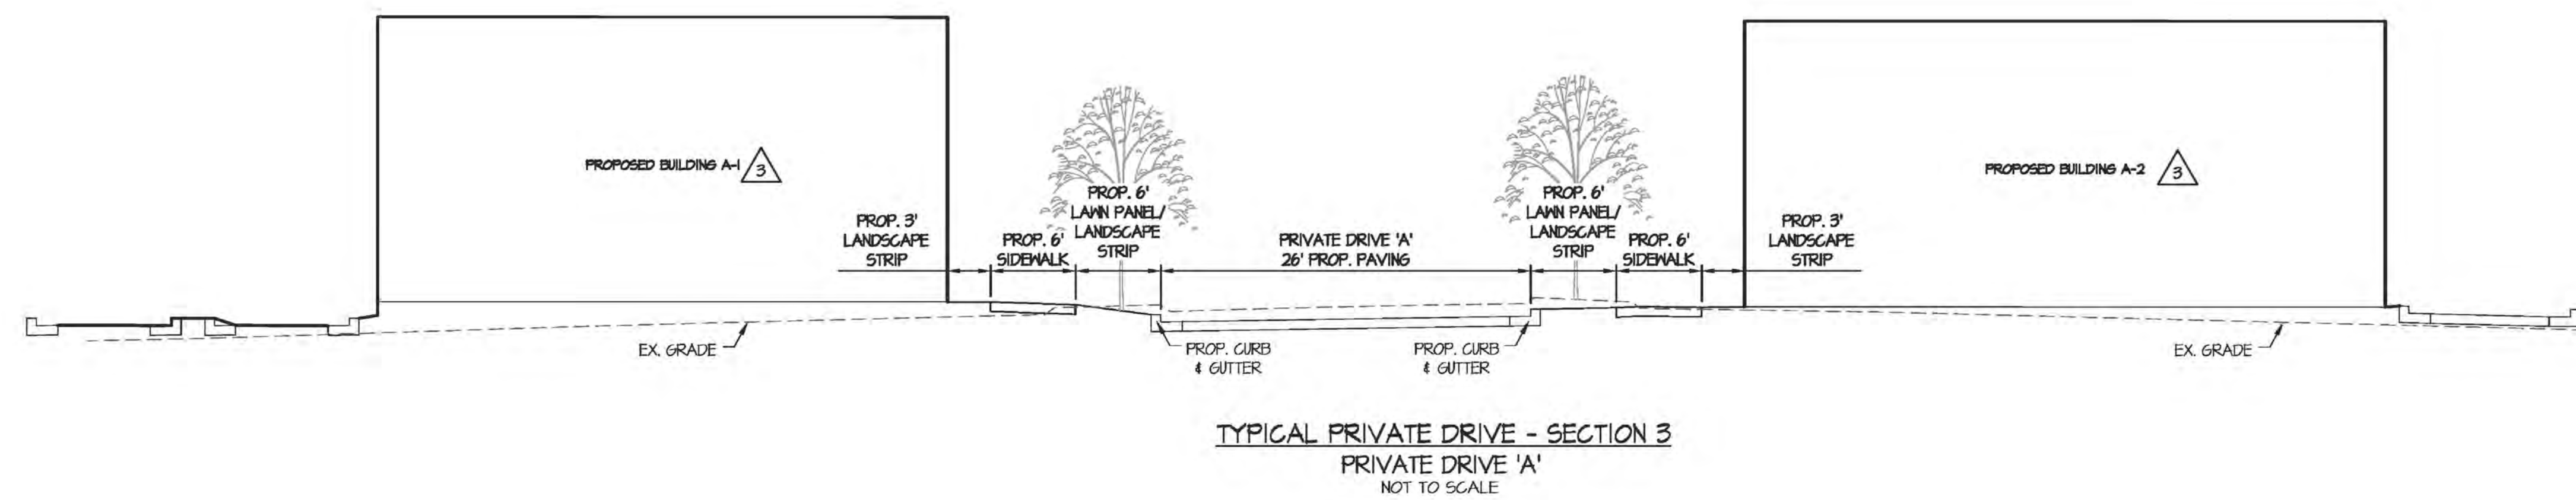 PROPOSED BUILDING A-1 3
PROPOSED BUILDING A-2 3
PROP. 3'
LANDSCAPE
STRIP
PROP. 6'
SIDEWALK
PROP. 6'
LAWN PANEL/
LANDSCAPE
STRIP
PRIVATE DRIVE 'A'
26' PROP. PAVING
PROP. 6'
LAWN PANEL/
LANDSCAPE
STRIP
PROP. 6'
SIDEWALK
PROP. 3'
LANDSCAPE
STRIP
EX. GRADE
PROP. CURB
& GUTTER
PROP. CURB
& GUTTER
EX. GRADE
TYPICAL PRIVATE DRIVE - SECTION 3
PRIVATE DRIVE 'A'
NOT TO SCALE